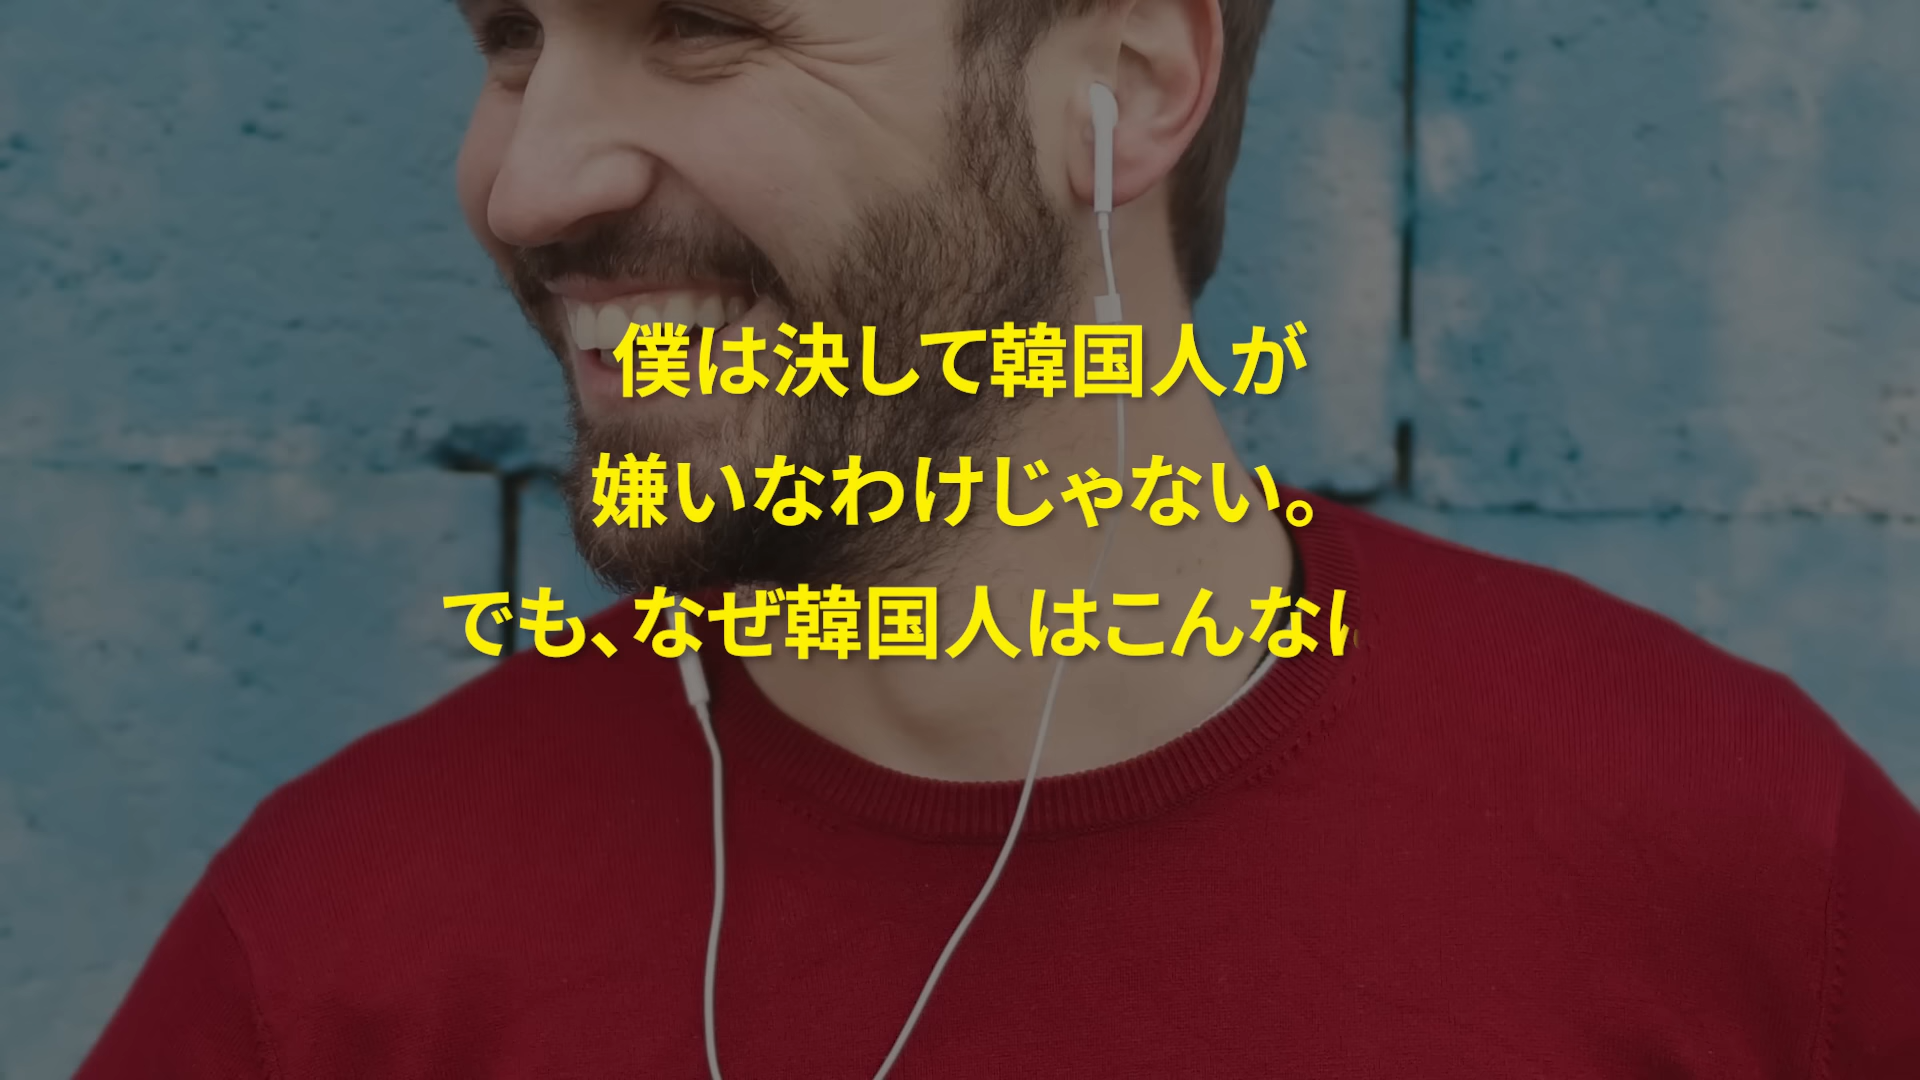 僕は決して韓国人が
嫌いなわけじゃない。
でも、なぜ韓国人はこんな